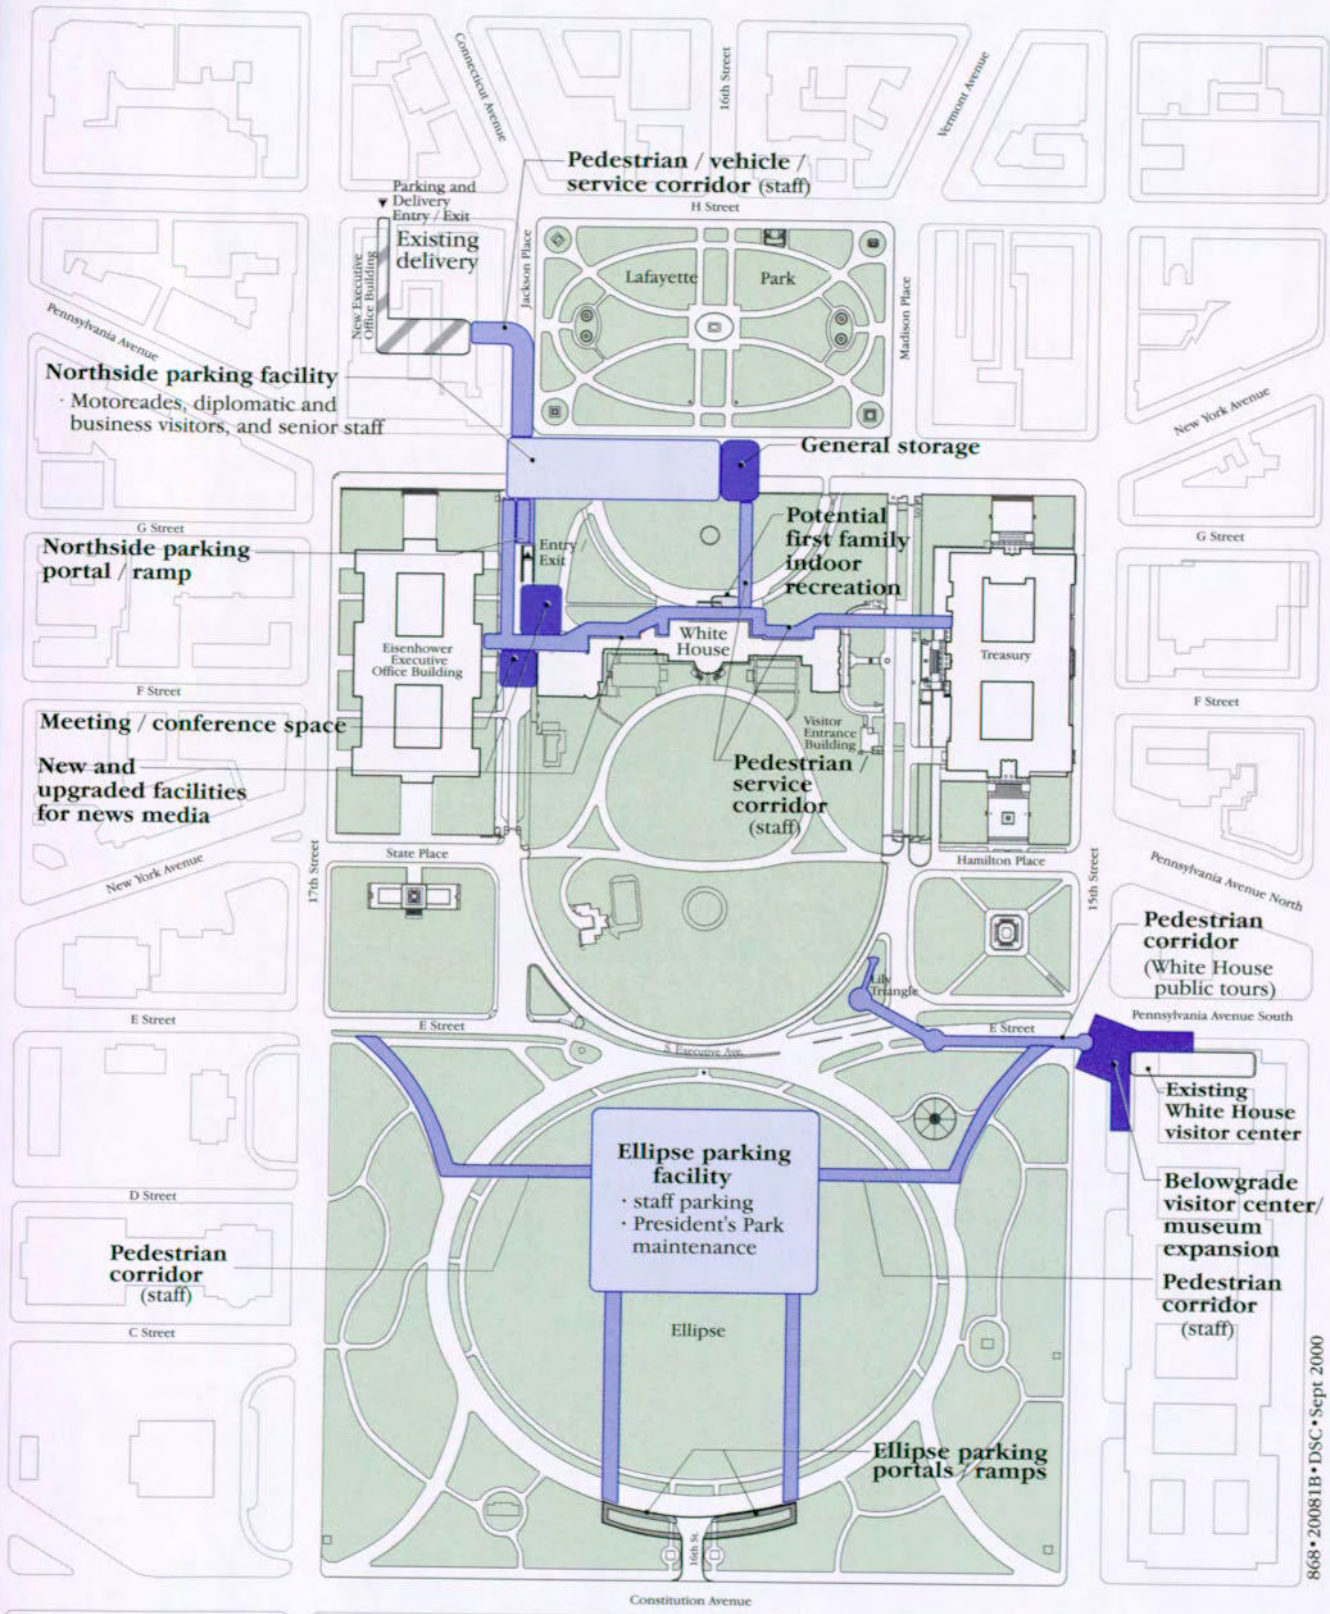 Connecticut Avenue
16th Street
Vermont Avenue
Pedestrian / vehicle /
service corridor (staff)
H Street
Parking and
Delivery
Entry / Exit
Existing
delivery
New Executive
Office Building
Jackson Place
Lafayette Park
Madison Place
Pennsylvania Avenue
New York Avenue
Northside parking facility
· Motorcades, diplomatic and
business visitors, and senior staff
General storage
G Street
G Street
Northside parking
portal / ramp
Entry /
Exit
Potential
first family
indoor
recreation
White
House
Eisenhower
Executive
Office Building
Treasury
F Street
F Street
Meeting / conference space
New and
upgraded facilities
for news media
Visitor
Entrance
Building
Pedestrian /
service
corridor
(staff)
State Place
Hamilton Place
New York Avenue
17th Street
15th Street
Pennsylvania Avenue North
Pedestrian
corridor
(White House
public tours)
Lily
Triangle
E Street
E Street
E Street
Pennsylvania Avenue South
S. Executive Ave.
Existing
White House
visitor center
Ellipse parking
facility
· staff parking
· President's Park
maintenance
Belowgrade
visitor center/
museum
expansion
D Street
Pedestrian
corridor
(staff)
Pedestrian
corridor
(staff)
C Street
Ellipse
Ellipse parking
portals / ramps
16th St.
Constitution Avenue
868•20081B•DSC•Sept 2000